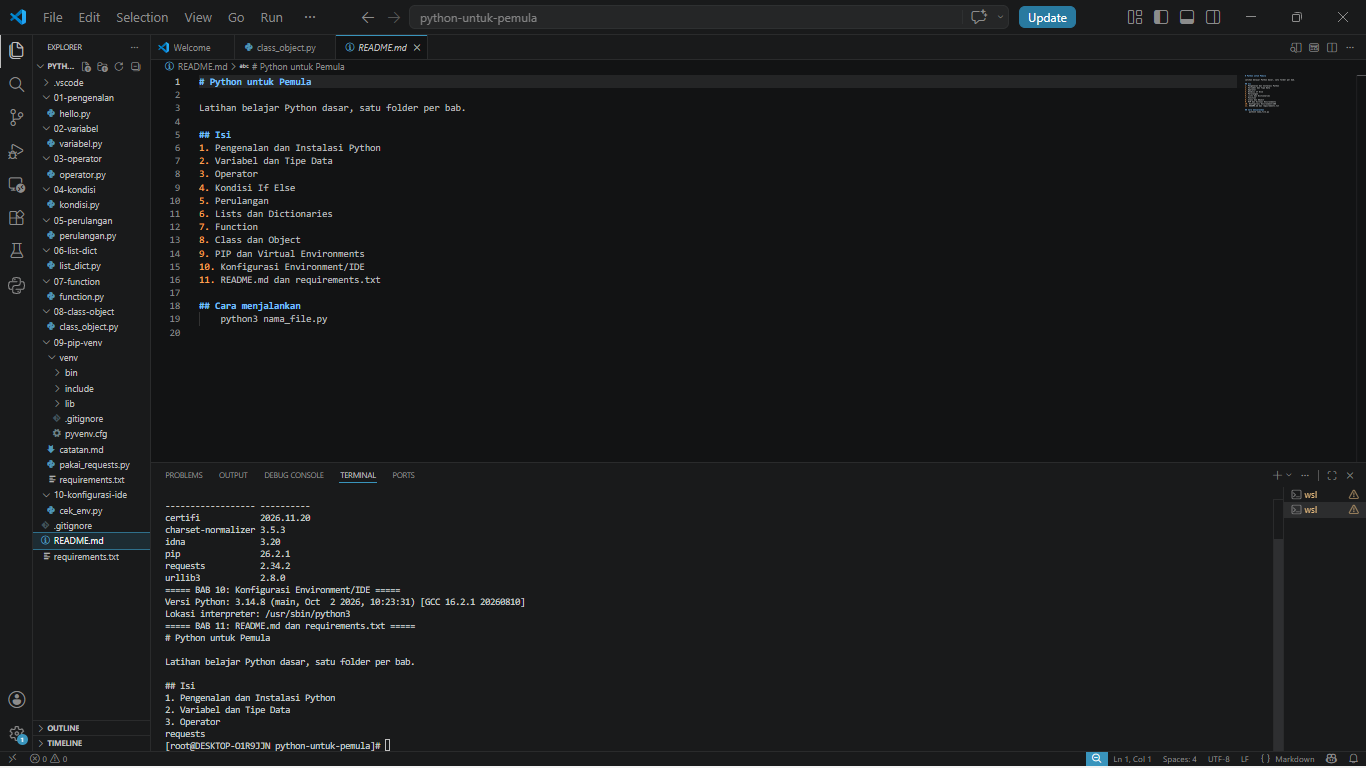 File Edit Selection View Go Run ··· python-untuk-pemula Update
EXPLORER ···
PYTH...
.vscode
01-pengenalan
hello.py
02-variabel
variabel.py
03-operator
operator.py
04-kondisi
kondisi.py
05-perulangan
perulangan.py
06-list-dict
list_dict.py
07-function
function.py
08-class-object
class_object.py
09-pip-venv
venv
bin
include
lib
.gitignore
pyvenv.cfg
catatan.md
pakai_requests.py
requirements.txt
10-konfigurasi-ide
cek_env.py
.gitignore
README.md
requirements.txt
OUTLINE
TIMELINE
Welcome class_object.py README.md
README.md > # Python untuk Pemula
1 # Python untuk Pemula
2
3 Latihan belajar Python dasar, satu folder per bab.
4
5 ## Isi
6 1. Pengenalan dan Instalasi Python
7 2. Variabel dan Tipe Data
8 3. Operator
9 4. Kondisi If Else
10 5. Perulangan
11 6. Lists dan Dictionaries
12 7. Function
13 8. Class dan Object
14 9. PIP dan Virtual Environments
15 10. Konfigurasi Environment/IDE
16 11. README.md dan requirements.txt
17
18 ## Cara menjalankan
19 python3 nama_file.py
20
PROBLEMS OUTPUT DEBUG CONSOLE TERMINAL PORTS
------------------ ----------
certifi 2026.11.20
charset-normalizer 3.5.3
idna 3.20
pip 26.2.1
requests 2.34.2
urllib3 2.8.0
===== BAB 10: Konfigurasi Environment/IDE =====
Versi Python: 3.14.8 (main, Oct  2 2026, 10:23:31) [GCC 16.2.1 20260810]
Lokasi interpreter: /usr/sbin/python3
===== BAB 11: README.md dan requirements.txt =====
# Python untuk Pemula
Latihan belajar Python dasar, satu folder per bab.
## Isi
1. Pengenalan dan Instalasi Python
2. Variabel dan Tipe Data
3. Operator
requests
[root@DESKTOP-O1R9JJN python-untuk-pemula]#
wsl
wsl
1
0 0 Ln 1, Col 1 Spaces: 4 UTF-8 LF { } Markdown